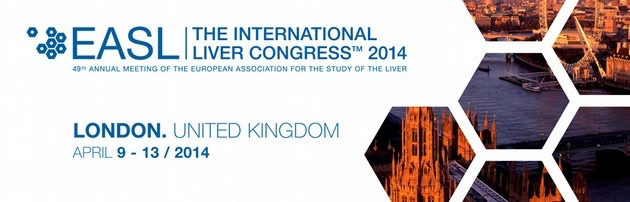 EASL THE INTERNATIONAL
LIVER CONGRESS™ 2014
49th ANNUAL MEETING OF THE EUROPEAN ASSOCIATION FOR THE STUDY OF THE LIVER
LONDON. UNITED KINGDOM
APRIL 9 - 13 / 2014